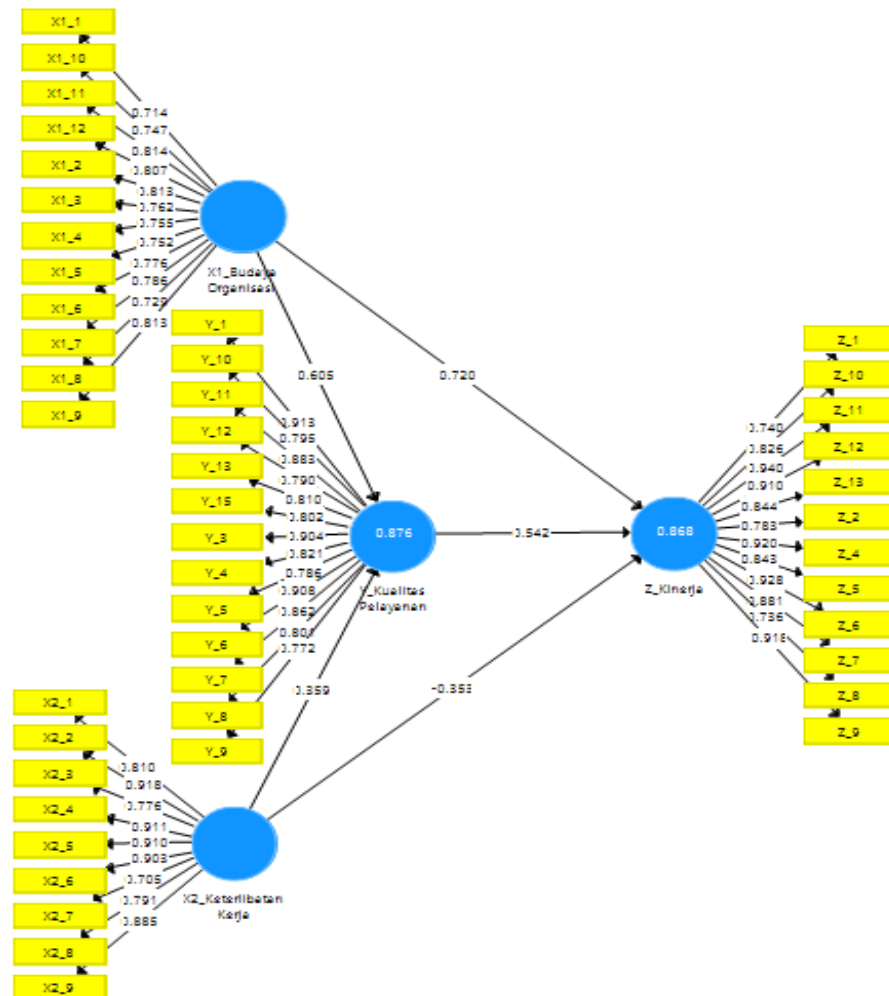 X1_1
X1_10
X1_11
X1_12
X1_2
X1_3
X1_4
X1_5
X1_6
X1_7
X1_8
X1_9
0.714
0.747
0.814
0.807
0.813
0.762
0.755
0.752
0.776
0.786
0.729
0.813
X1_Budaya
Organisasi
0.605
0.720
Y_1
Y_10
Y_11
Y_12
Y_13
Y_15
Y_3
Y_4
Y_5
Y_6
Y_7
Y_8
Y_9
0.913
0.795
0.883
0.790
0.810
0.802
0.904
0.821
0.786
0.908
0.862
0.801
0.772
0.876
Y_Kualitas
Pelayanan
0.542
0.868
Z_Kinerja
0.740
0.826
0.940
0.910
0.844
0.783
0.920
0.843
0.928
0.881
0.736
0.918
Z_1
Z_10
Z_11
Z_12
Z_13
Z_2
Z_4
Z_5
Z_6
Z_7
Z_8
Z_9
0.359
-0.353
X2_1
X2_2
X2_3
X2_4
X2_5
X2_6
X2_7
X2_8
X2_9
0.810
0.918
0.776
0.911
0.910
0.903
0.705
0.791
0.885
X2_Keterlibatan
Kerja